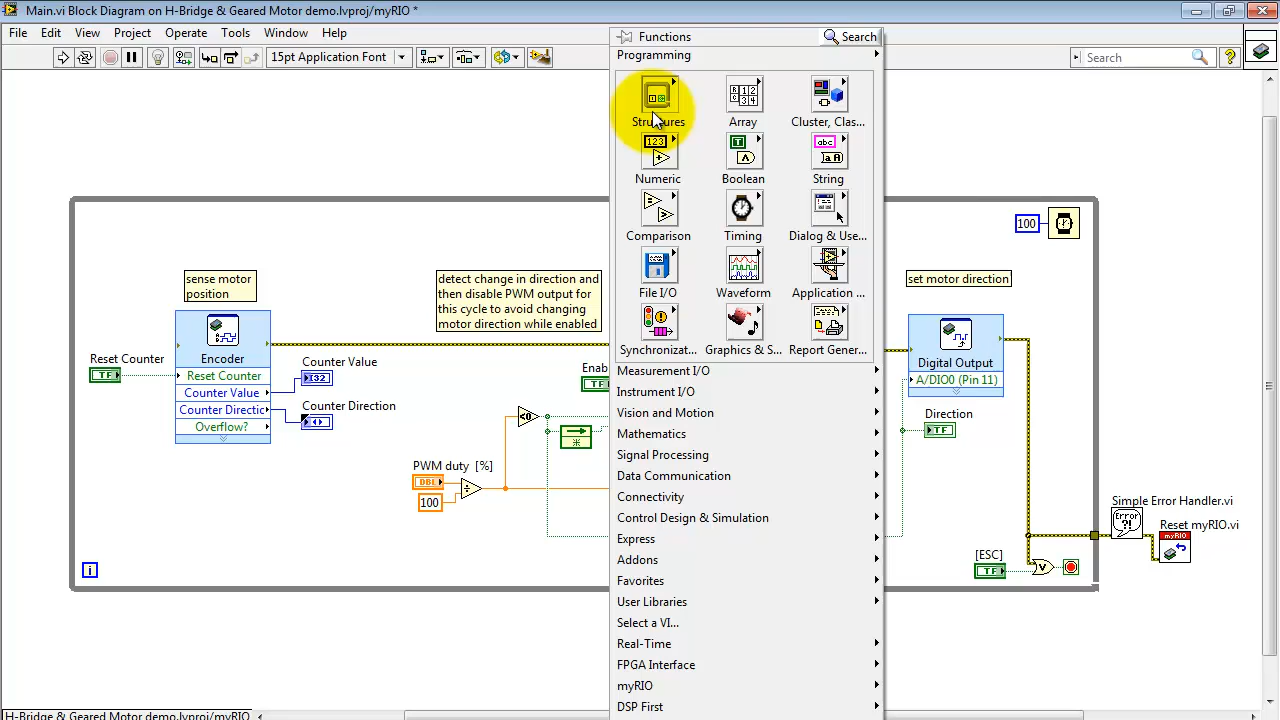 Main.vi Block Diagram on H-Bridge & Geared Motor demo.lvproj/myRIO *
File Edit View Project Operate Tools Window Help
15pt Application Font
Search
?
Functions
Search
Programming
Structures
Array
Cluster, Clas...
Numeric
Boolean
String
Comparison
Timing
Dialog & Use...
File I/O
Waveform
Application ...
Synchronizat...
Graphics & S...
Report Gener...
Measurement I/O
Instrument I/O
Vision and Motion
Mathematics
Signal Processing
Data Communication
Connectivity
Control Design & Simulation
Express
Addons
Favorites
User Libraries
Select a VI...
Real-Time
FPGA Interface
myRIO
DSP First
100
sense motor
position
detect change in direction and
then disable PWM output for
this cycle to avoid changing
motor direction while enabled
set motor direction
Reset Counter
TF
Encoder
Reset Counter
Counter Value
Counter Directic
Overflow?
Counter Value
I32
Counter Direction
Enab
TF
<0
PWM duty [%]
DBL
100
÷
Digital Output
A/DIO0 (Pin 11)
Direction
TF
[ESC]
TF
V
Simple Error Handler.vi
Error
?!
Reset myRIO.vi
myRIO
i
H-Bridge & Geared Motor demo.lvproj/myRIO